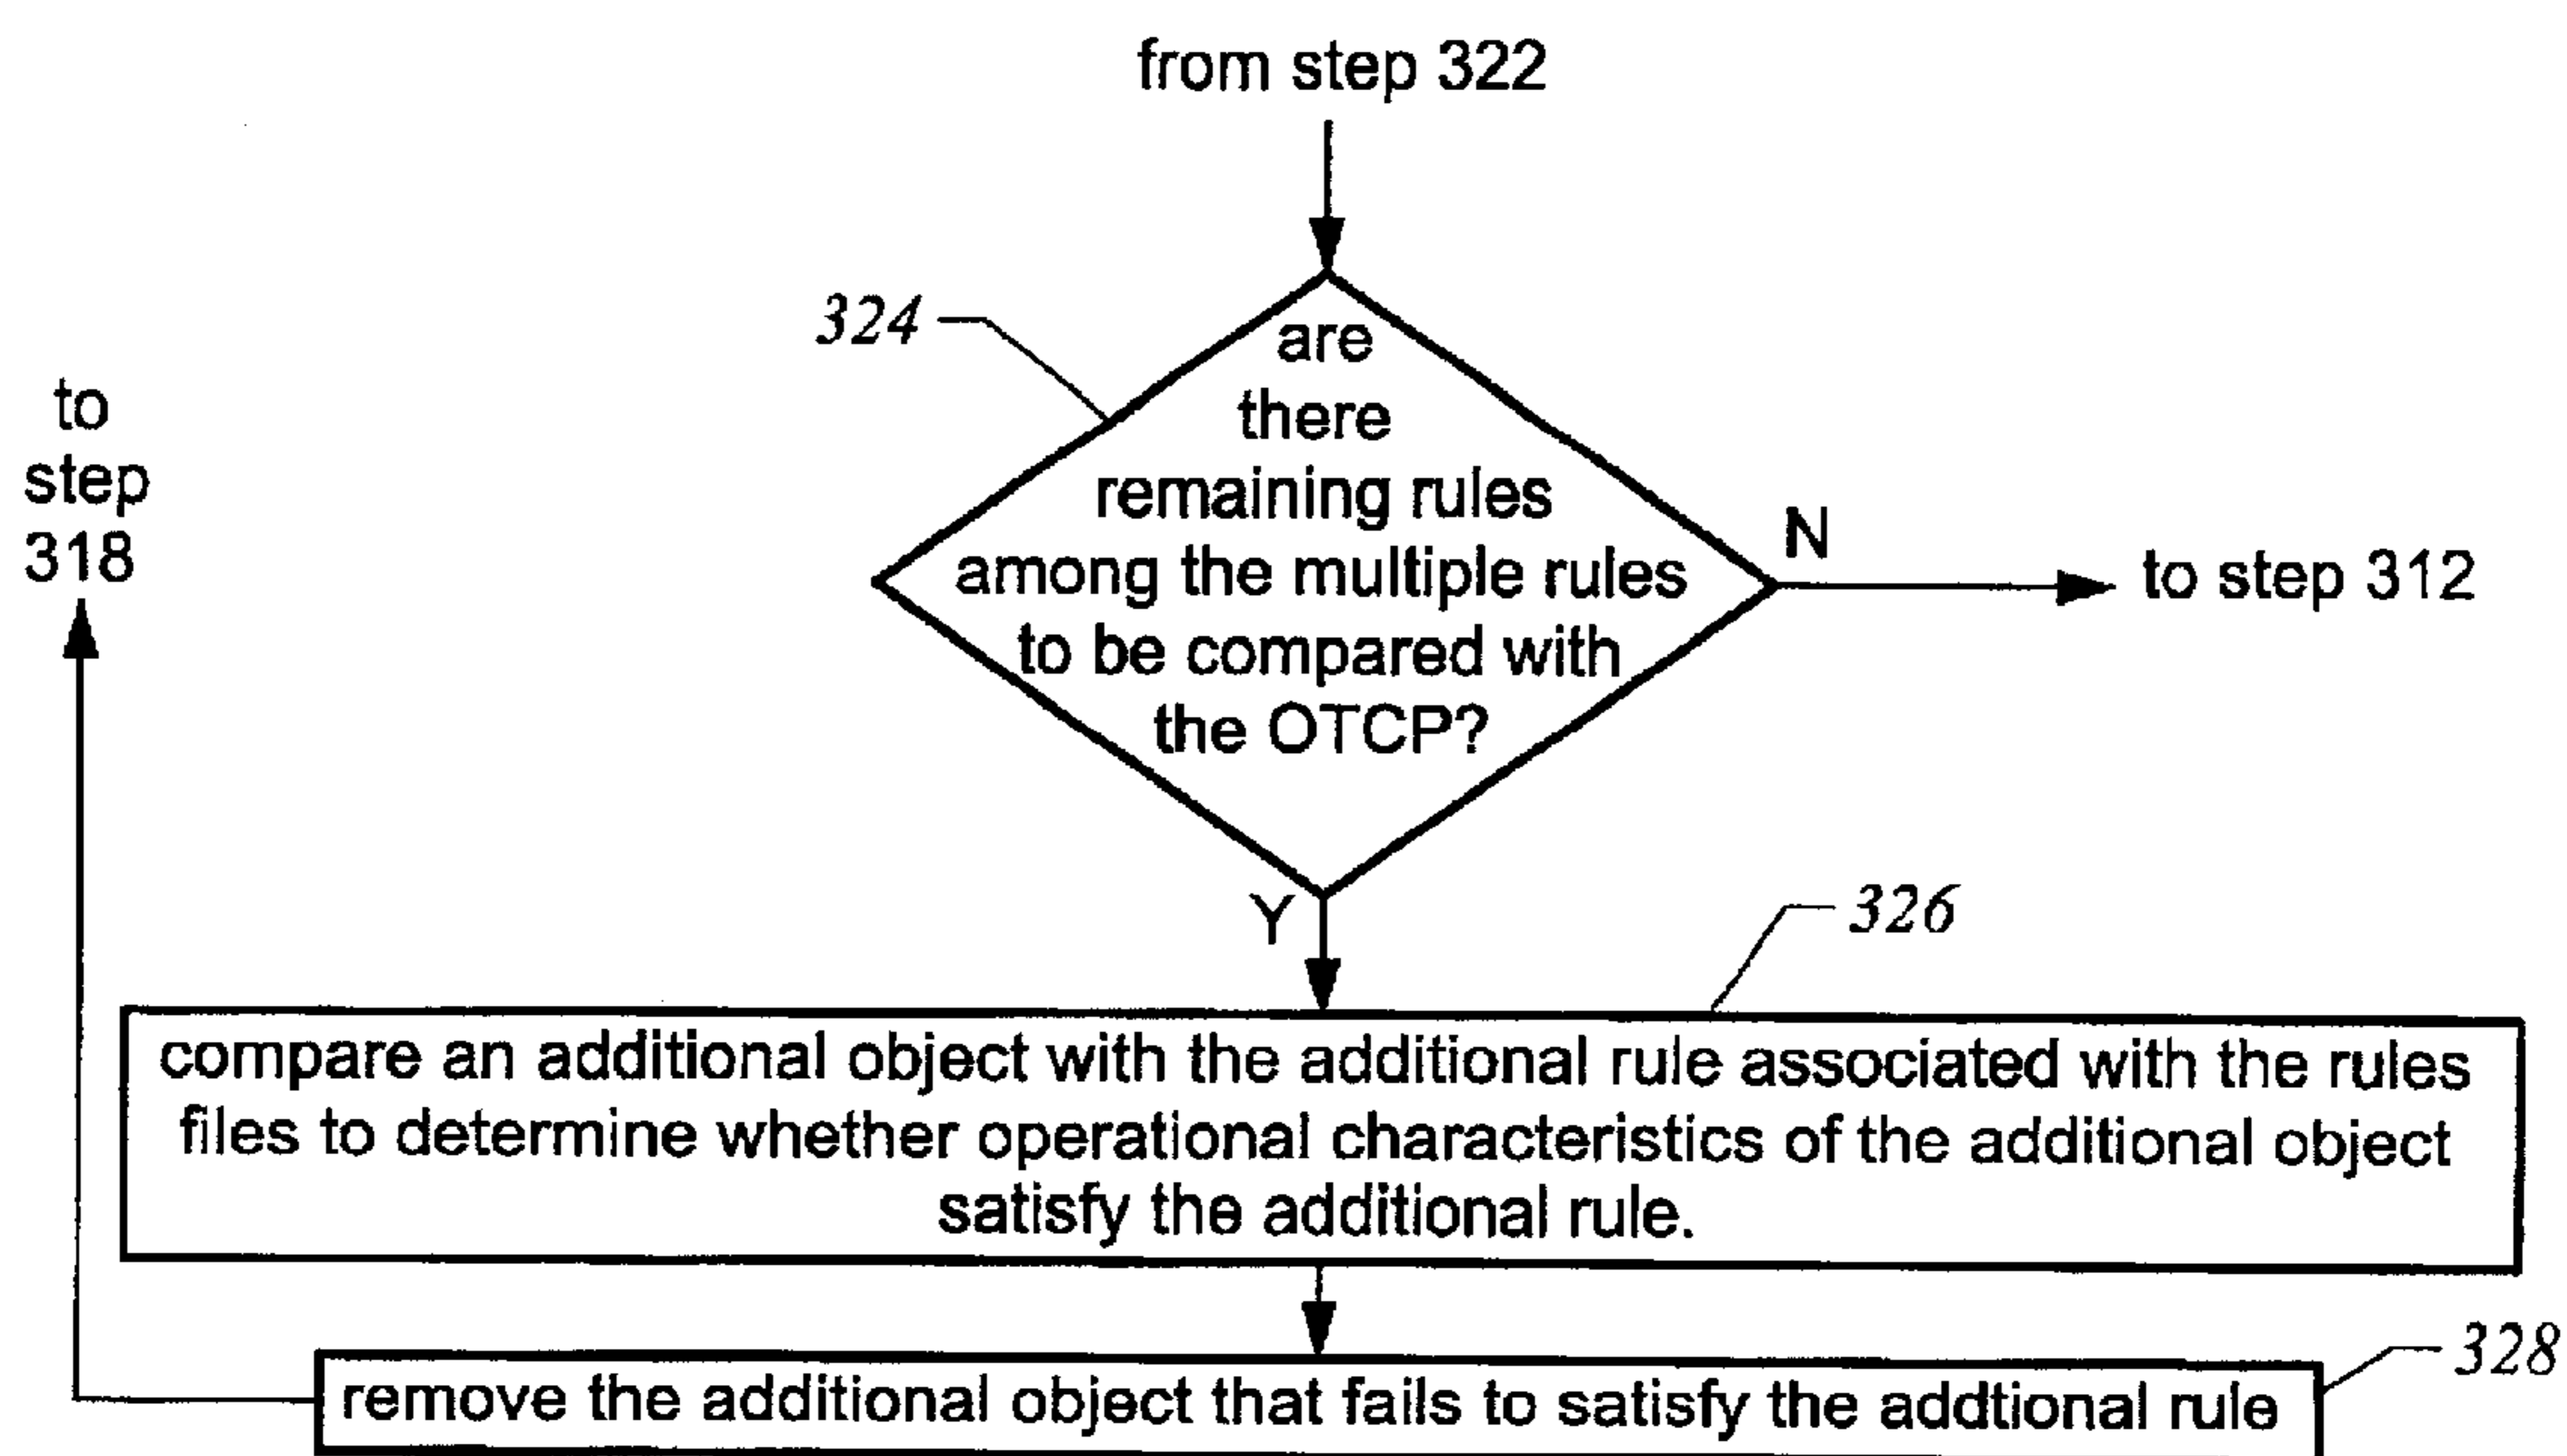 from step 322
324
are
there
remaining rules
among the multiple rules
to be compared with
the OTCP?
N
to step 312
to
step
318
Y
326
compare an additional object with the additional rule associated with the rules
files to determine whether operational characteristics of the additional object
satisfy the additional rule.
328
remove the additional object that fails to satisfy the addtional rule